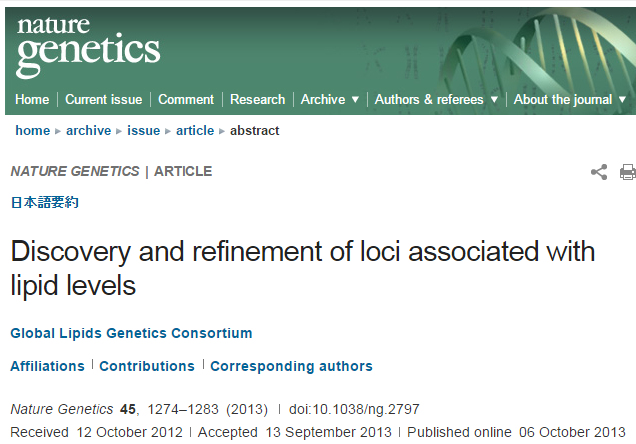 nature
genetics
Home Current issue Comment Research Archive ▼ Authors & referees ▼ About the journal ▼
home ▸ archive ▸ issue ▸ article ▸ abstract
NATURE GENETICS | ARTICLE
日本語要約
Discovery and refinement of loci associated with
lipid levels
Global Lipids Genetics Consortium
Affiliations | Contributions | Corresponding authors
Nature Genetics 45, 1274–1283 (2013) | doi:10.1038/ng.2797
Received 12 October 2012 | Accepted 13 September 2013 | Published online 06 October 2013